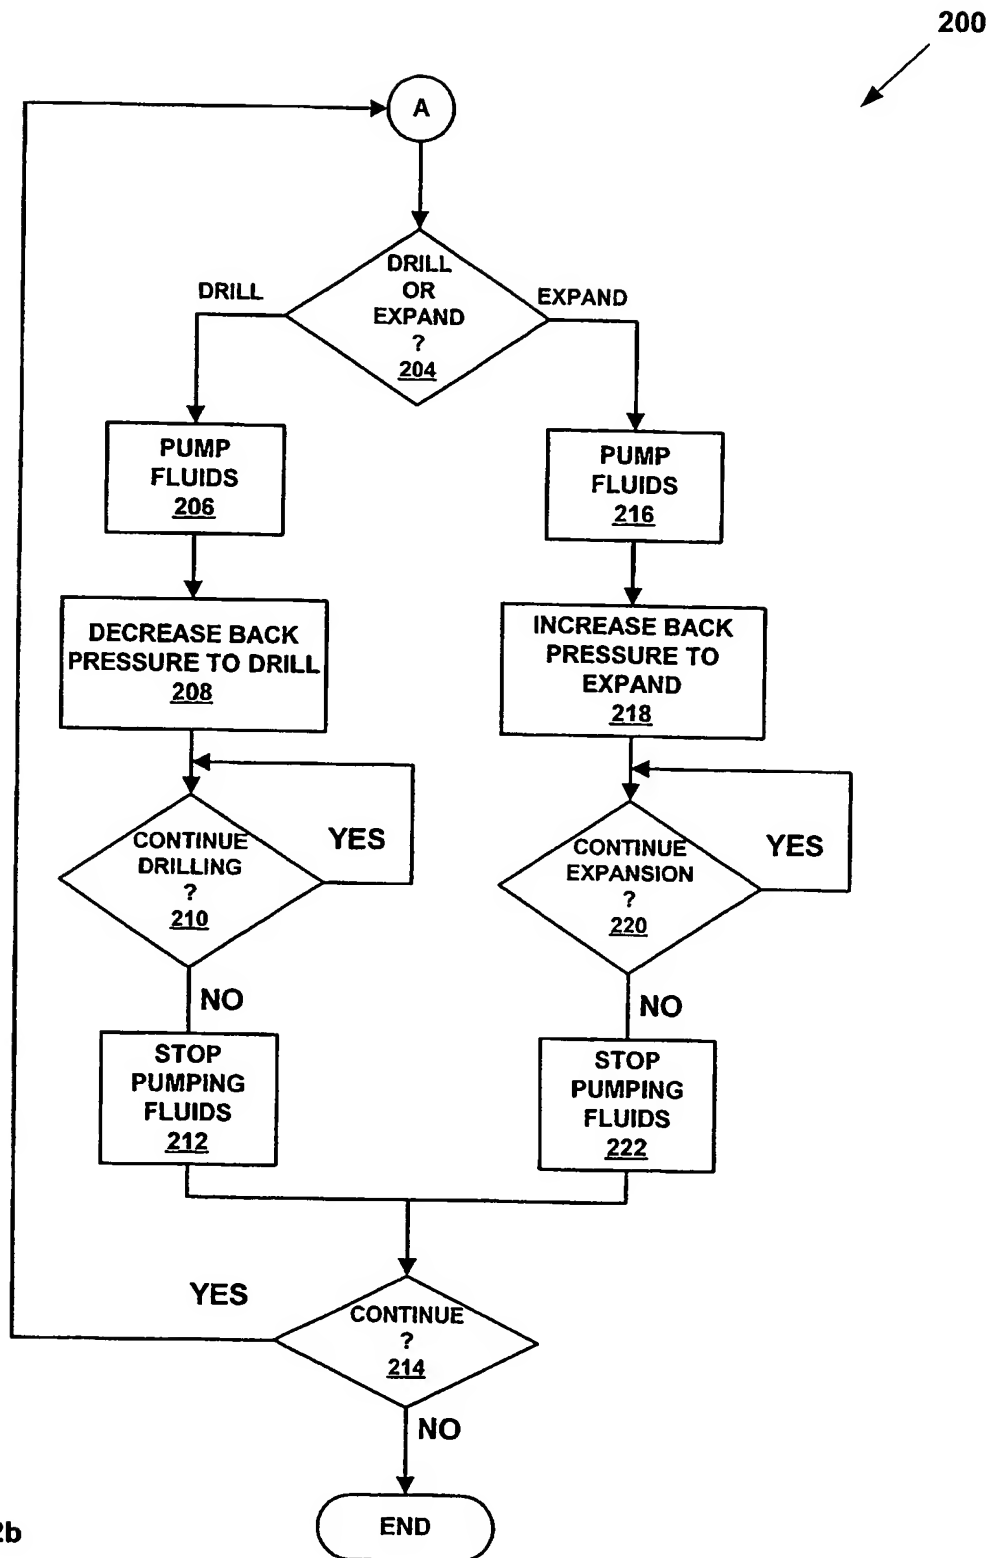 200
A
DRILL
OR
EXPAND
?
204
DRILL
EXPAND
PUMP
FLUIDS
206
PUMP
FLUIDS
216
DECREASE BACK
PRESSURE TO DRILL
208
INCREASE BACK
PRESSURE TO
EXPAND
218
CONTINUE
DRILLING
?
210
YES
CONTINUE
EXPANSION
?
220
YES
NO
NO
STOP
PUMPING
FLUIDS
212
STOP
PUMPING
FLUIDS
222
YES
CONTINUE
?
214
NO
END
2b